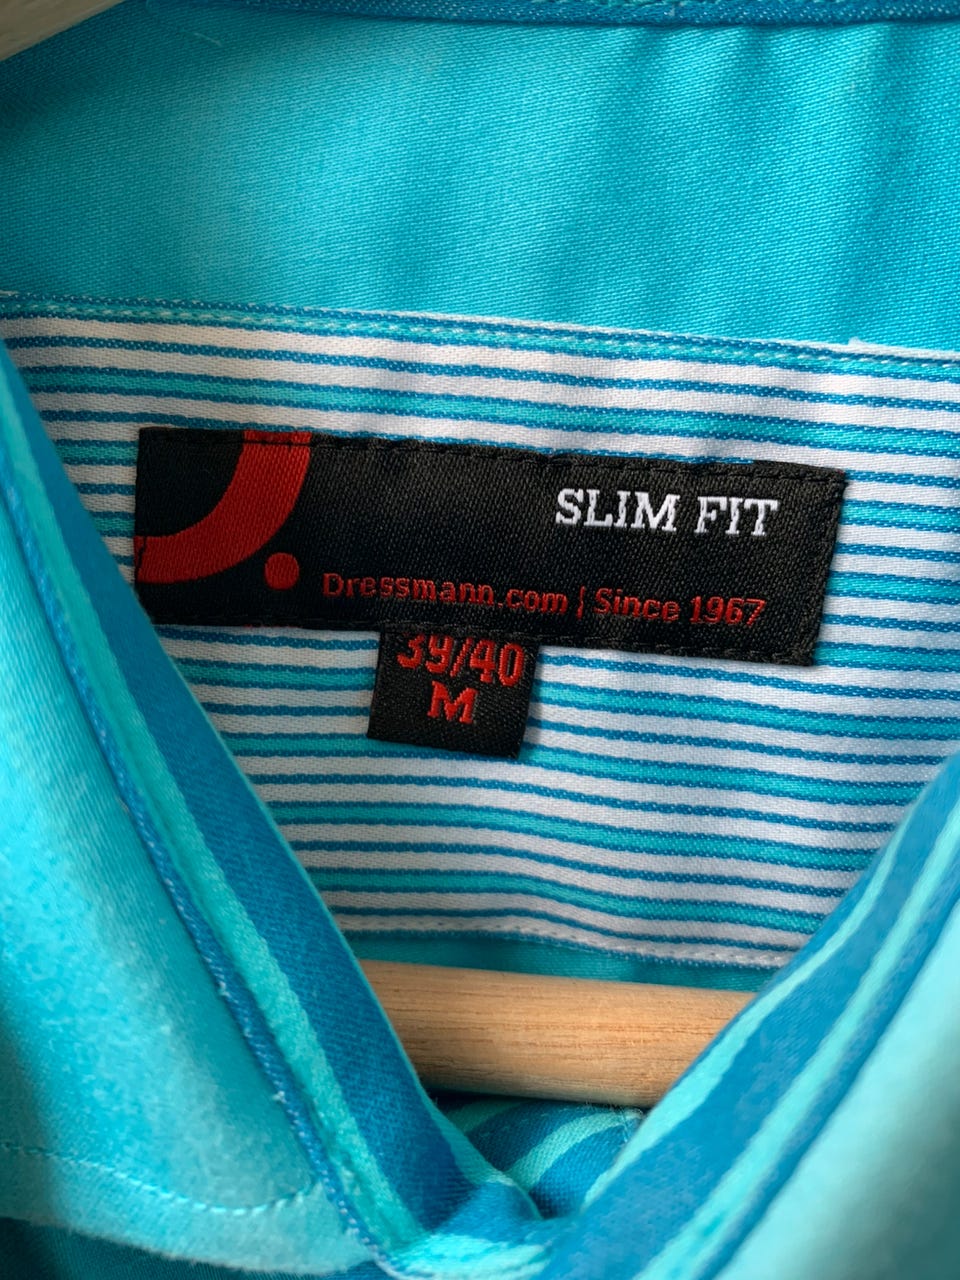 SLIM FIT
Dressmann.com | Since 1967
39/40
M